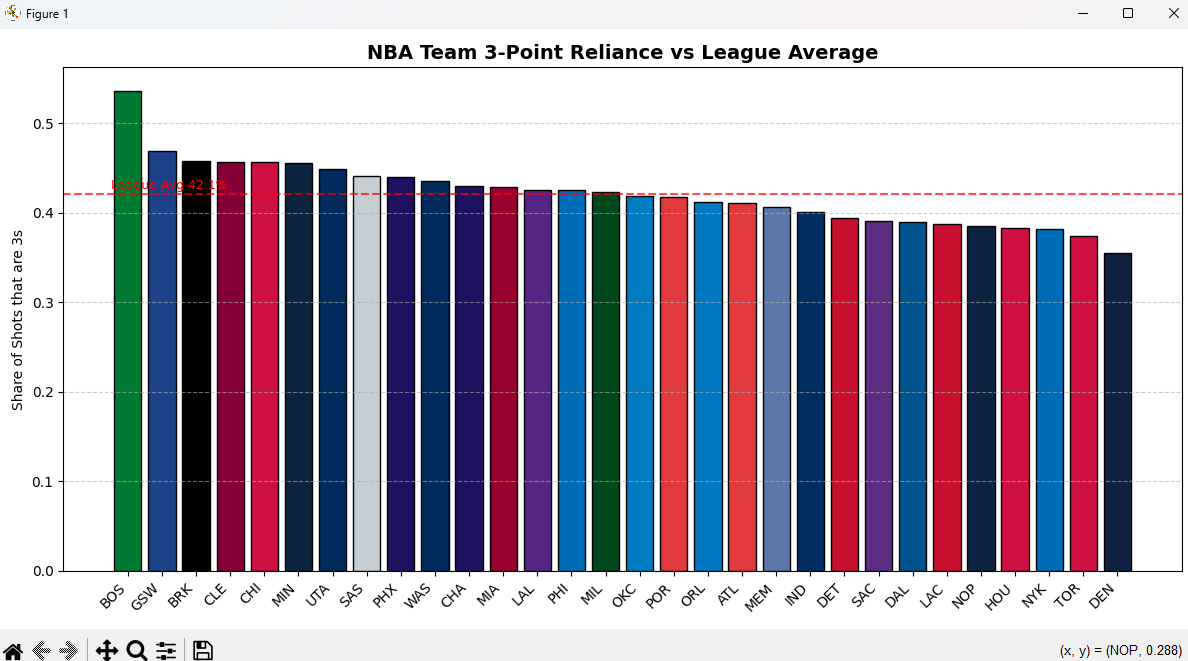 Figure 1
NBA Team 3-Point Reliance vs League Average
Share of Shots that are 3s
0.5
0.4
0.3
0.2
0.1
0.0
League Avg 42.1%
BOS GSW BRK CLE CHI MIN UTA SAS PHX WAS CHA MIA LAL PHI MIL OKC POR ORL ATL MEM IND DET SAC DAL LAC NOP HOU NYK TOR DEN
(x, y) = (NOP, 0.288)